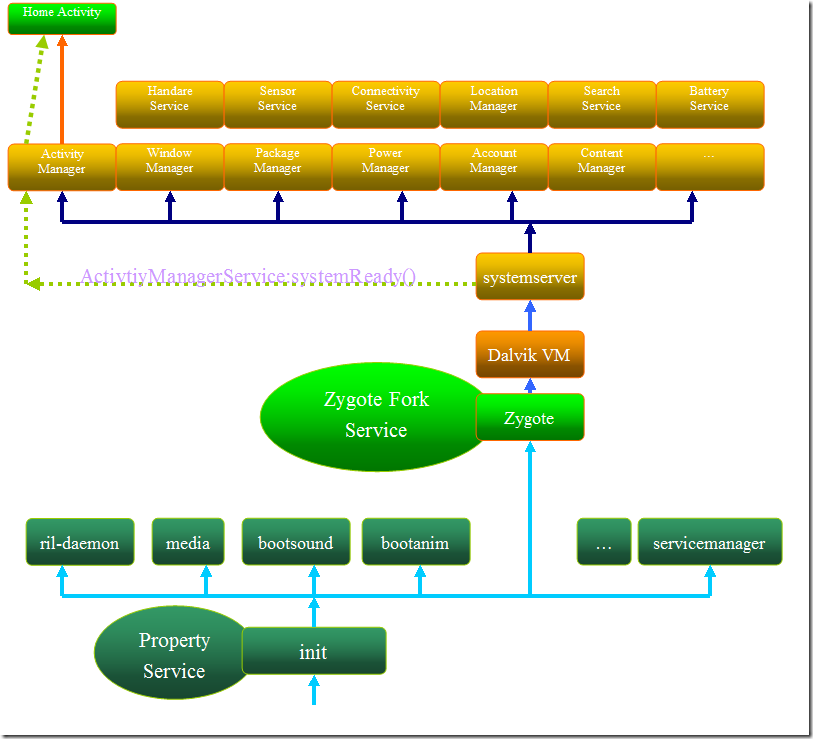 Home Activity
Handare
Service
Sensor
Service
Connectivity
Service
Location
Manager
Search
Service
Battery
Service
Activity
Manager
Window
Manager
Package
Manager
Power
Manager
Account
Manager
Content
Manager
...
ActivtiyManagerService:systemReady()
systemserver
Dalvik VM
Zygote Fork
Service
Zygote
ril-daemon
media
bootsound
bootanim
...
servicemanager
Property
Service
init